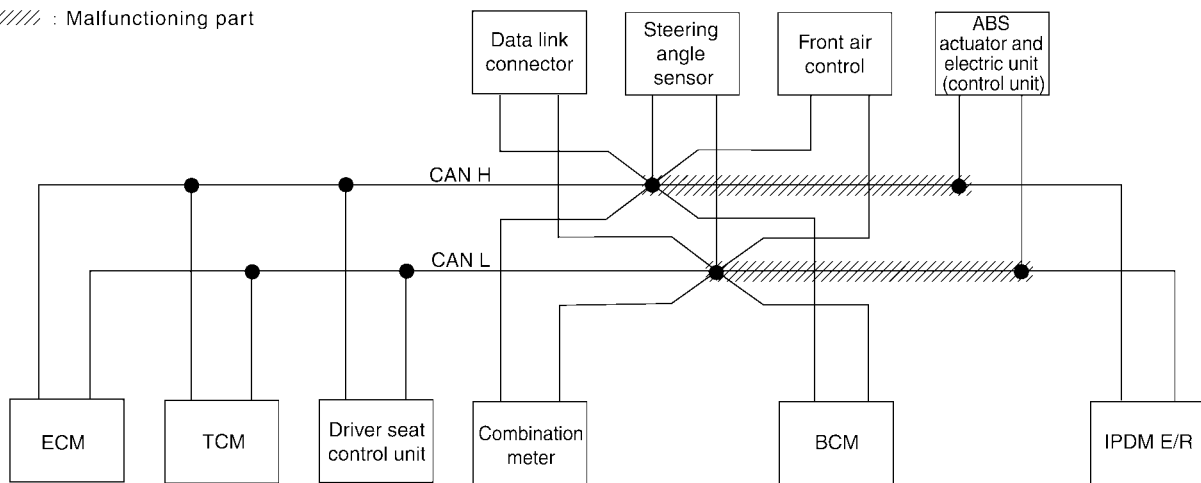 : Malfunctioning part
Data link
connector
Steering
angle
sensor
Front air
control
ABS
actuator and
electric unit
(control unit)
CAN H
CAN L
ECM
TCM
Driver seat
control unit
Combination
meter
BCM
IPDM E/R